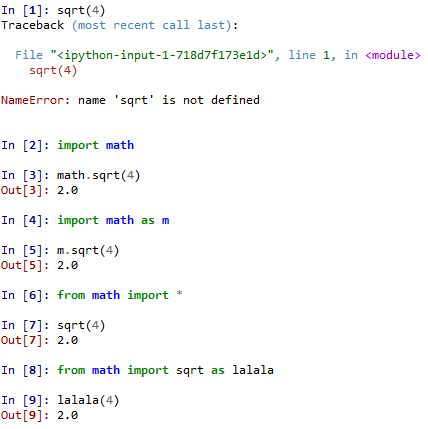 In [1]: sqrt(4)
Traceback (most recent call last):
File "<ipython-input-1-718d7f173e1d>", line 1, in <module>
sqrt(4)
NameError: name 'sqrt' is not defined
In [2]: import math
In [3]: math.sqrt(4)
Out[3]: 2.0
In [4]: import math as m
In [5]: m.sqrt(4)
Out[5]: 2.0
In [6]: from math import *
In [7]: sqrt(4)
Out[7]: 2.0
In [8]: from math import sqrt as lalala
In [9]: lalala(4)
Out[9]: 2.0